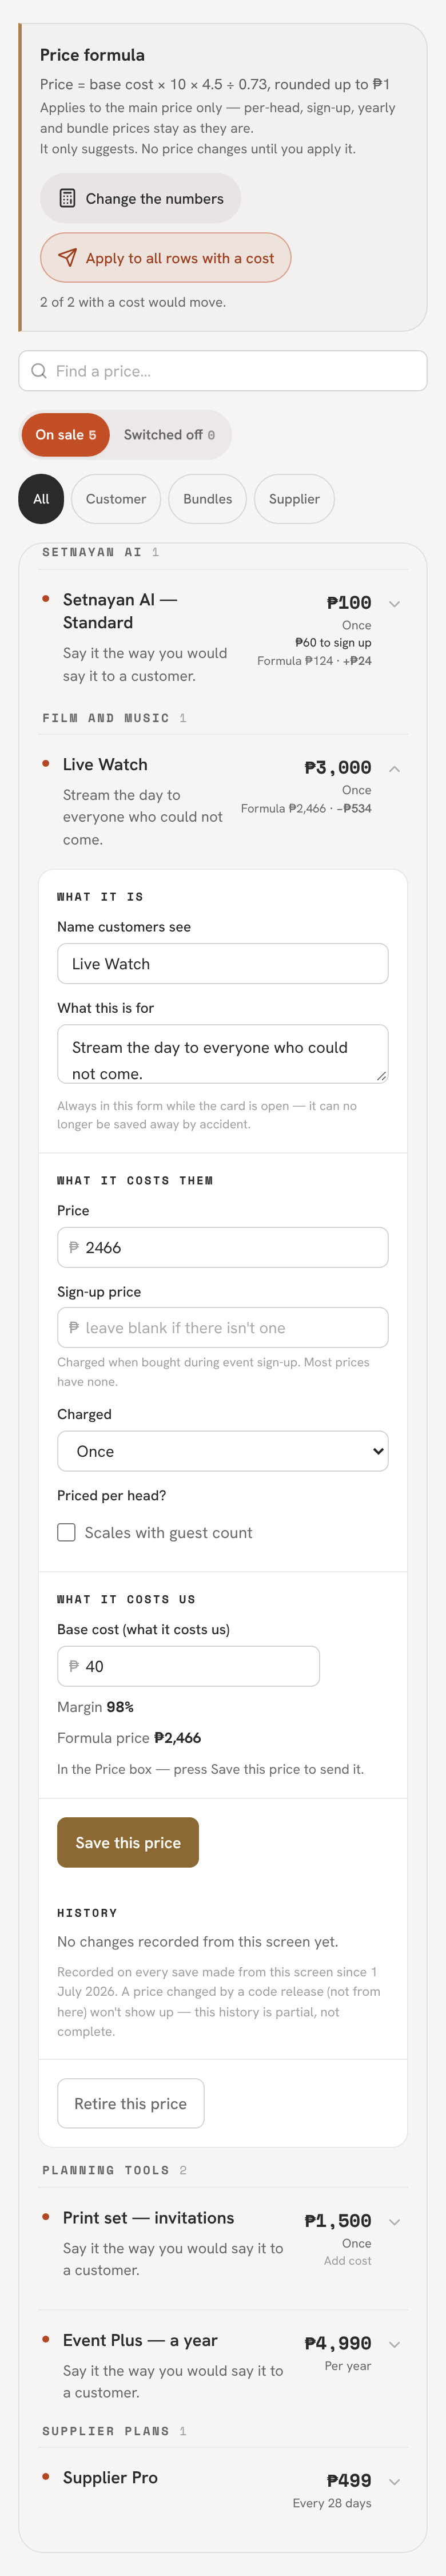 Price formula
Price = base cost × 10 × 4.5 ÷ 0.73, rounded up to ₱1
Applies to the main price only — per-head, sign-up, yearly
and bundle prices stay as they are.
It only suggests. No price changes until you apply it.
Change the numbers
Apply to all rows with a cost
2 of 2 with a cost would move.
Find a price...
On sale 5 Switched off 0
All Customer Bundles Supplier
SETNAYAN AI 1
Setnayan AI — ₱100
Standard Once
₱60 to sign up
Say it the way you would Formula ₱124 · +₱24
say it to a customer.
FILM AND MUSIC 1
Live Watch ₱3,000
Stream the day to Once
everyone who could not Formula ₱2,466 · −₱534
come.
WHAT IT IS
Name customers see
Live Watch
What this is for
Stream the day to everyone who could
not come.
Always in this form while the card is open — it can no
longer be saved away by accident.
WHAT IT COSTS THEM
Price
₱ 2466
Sign-up price
₱ leave blank if there isn't one
Charged when bought during event sign-up. Most prices
have none.
Charged
Once
Priced per head?
Scales with guest count
WHAT IT COSTS US
Base cost (what it costs us)
₱ 40
Margin 98%
Formula price ₱2,466
In the Price box — press Save this price to send it.
Save this price
HISTORY
No changes recorded from this screen yet.
Recorded on every save made from this screen since 1
July 2026. A price changed by a code release (not from
here) won't show up — this history is partial, not
complete.
Retire this price
PLANNING TOOLS 2
Print set — invitations ₱1,500
Say it the way you would say it to Once
a customer. Add cost
Event Plus — a year ₱4,990
Say it the way you would say it to Per year
a customer.
SUPPLIER PLANS 1
Supplier Pro ₱499
Every 28 days